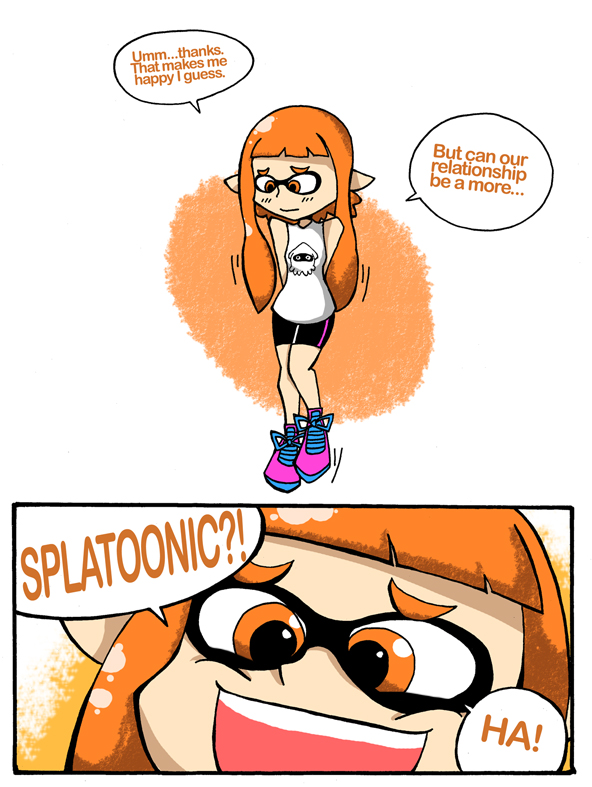 Umm...thanks.
That makes me
happy I guess.
But can our
relationship
be a more...
SPLATOONIC?!
HA!